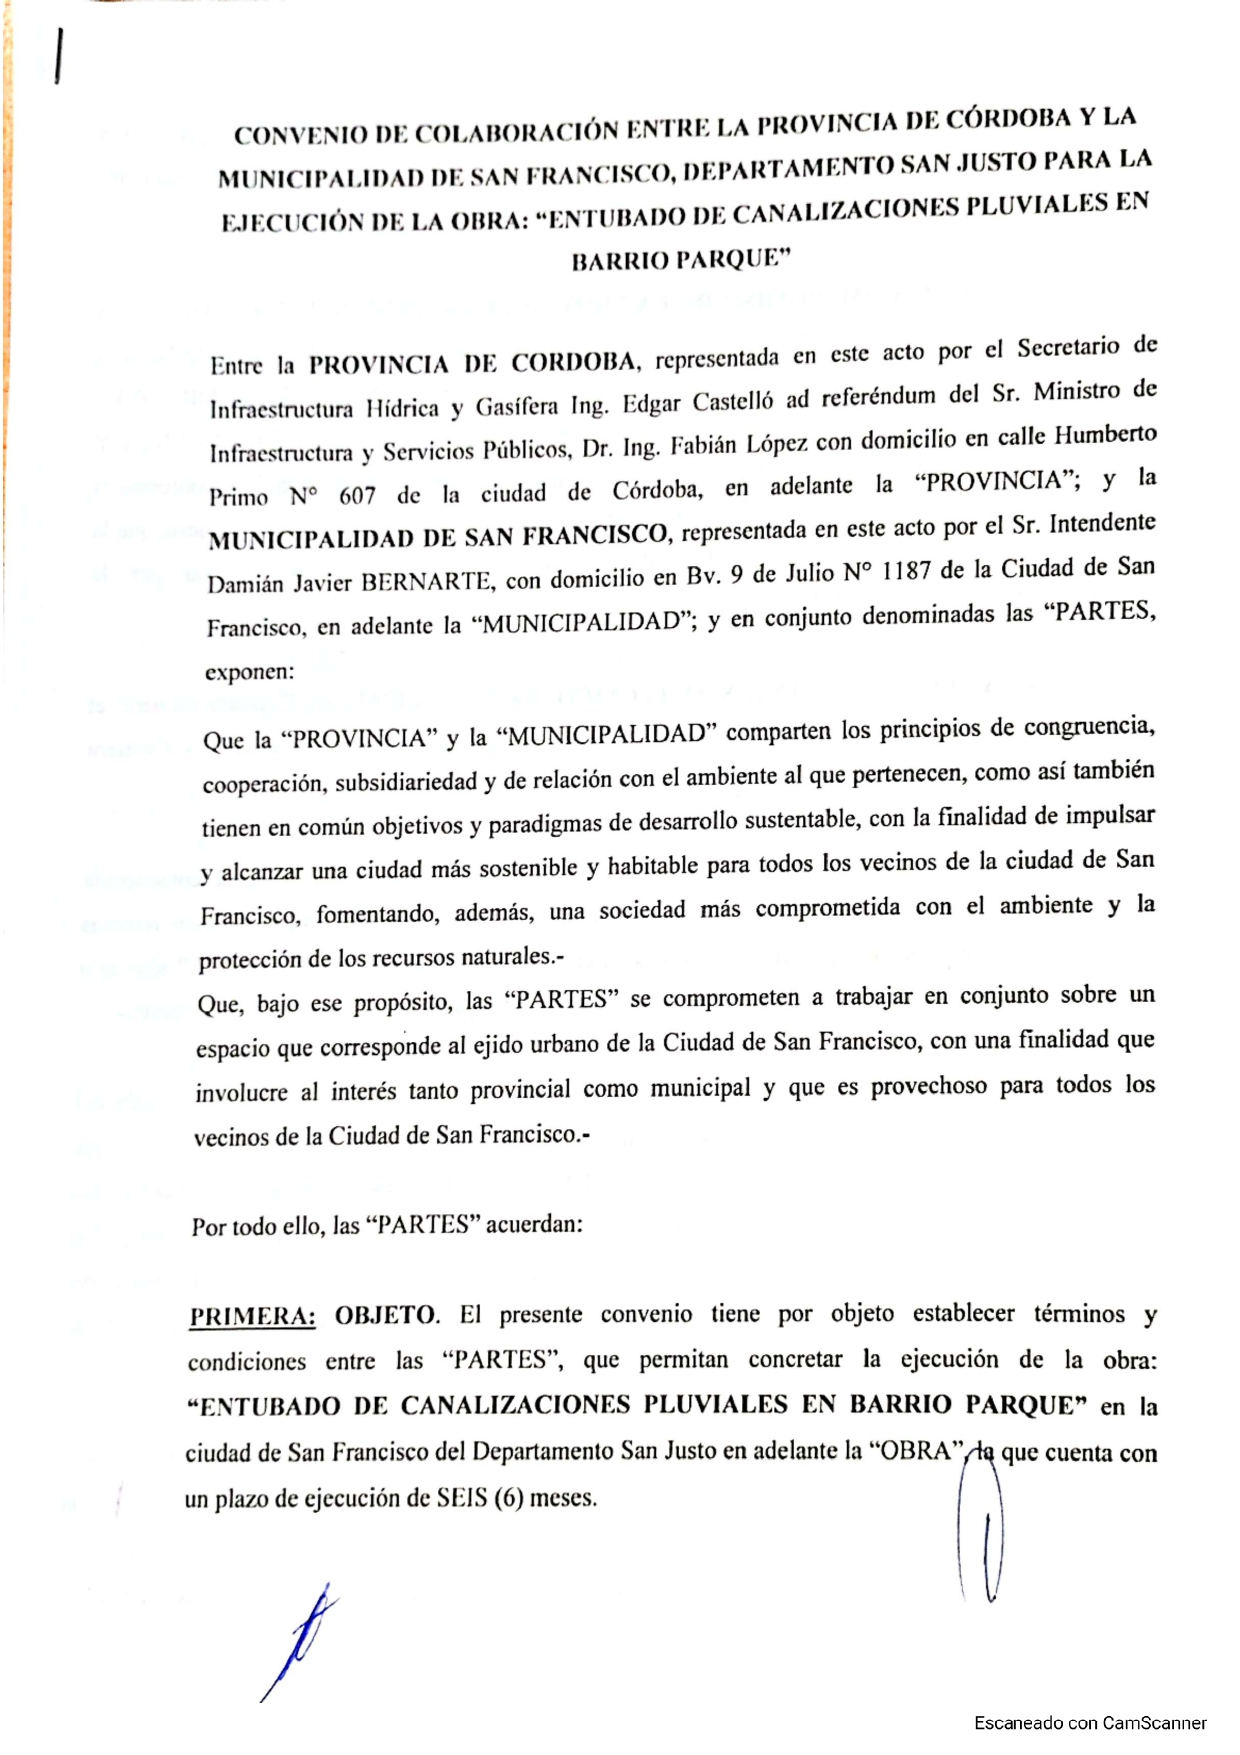 CONVENIO DE COLABORACIÓN ENTRE LA PROVINCIA DE CÓRDOBA Y LA
MUNICIPALIDAD DE SAN FRANCISCO, DEPARTAMENTO SAN JUSTO PARA LA
EJECUCIÓN DE LA OBRA: “ENTUBADO DE CANALIZACIONES PLUVIALES EN
BARRIO PARQUE”
Entre la PROVINCIA DE CORDOBA, representada en este acto por el Secretario de
Infraestructura Hídrica y Gasífera Ing. Edgar Castelló ad referéndum del Sr. Ministro de
Infraestructura y Servicios Públicos, Dr. Ing. Fabián López con domicilio en calle Humberto
Primo N° 607 de la ciudad de Córdoba, en adelante la “PROVINCIA”; y la
MUNICIPALIDAD DE SAN FRANCISCO, representada en este acto por el Sr. Intendente
Damián Javier BERNARTE, con domicilio en Bv. 9 de Julio N° 1187 de la Ciudad de San
Francisco, en adelante la “MUNICIPALIDAD”; y en conjunto denominadas las “PARTES,
exponen:
Que la “PROVINCIA” y la “MUNICIPALIDAD” comparten los principios de congruencia,
cooperación, subsidiariedad y de relación con el ambiente al que pertenecen, como así también
tienen en común objetivos y paradigmas de desarrollo sustentable, con la finalidad de impulsar
y alcanzar una ciudad más sostenible y habitable para todos los vecinos de la ciudad de San
Francisco, fomentando, además, una sociedad más comprometida con el ambiente y la
protección de los recursos naturales.-
Que, bajo ese propósito, las “PARTES” se comprometen a trabajar en conjunto sobre un
espacio que corresponde al ejido urbano de la Ciudad de San Francisco, con una finalidad que
involucre al interés tanto provincial como municipal y que es provechoso para todos los
vecinos de la Ciudad de San Francisco.-
Por todo ello, las “PARTES” acuerdan:
PRIMERA: OBJETO. El presente convenio tiene por objeto establecer términos y
condiciones entre las “PARTES”, que permitan concretar la ejecución de la obra:
“ENTUBADO DE CANALIZACIONES PLUVIALES EN BARRIO PARQUE” en la
ciudad de San Francisco del Departamento San Justo en adelante la “OBRA”, la que cuenta con
un plazo de ejecución de SEIS (6) meses.
Escaneado con CamScanner